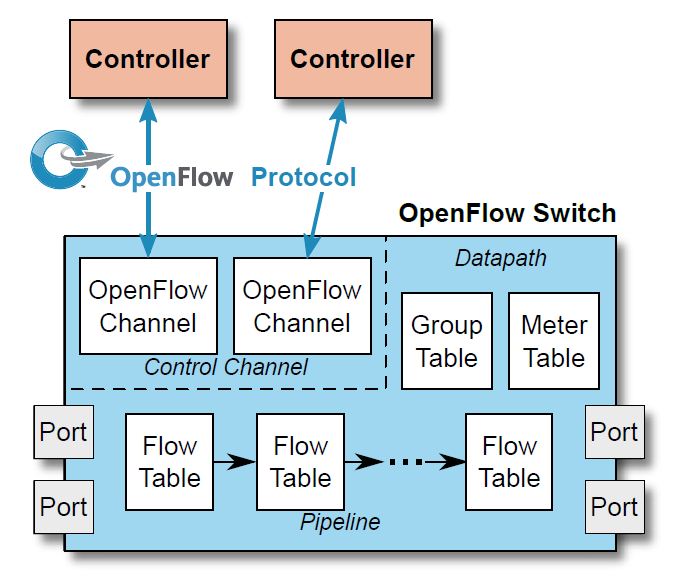 Controller
Controller
OpenFlow Protocol
™
OpenFlow Switch
Datapath
OpenFlow
Channel
OpenFlow
Channel
Control Channel
Group
Table
Meter
Table
Port
Port
Flow
Table
Flow
Table
Flow
Table
Port
Port
Pipeline